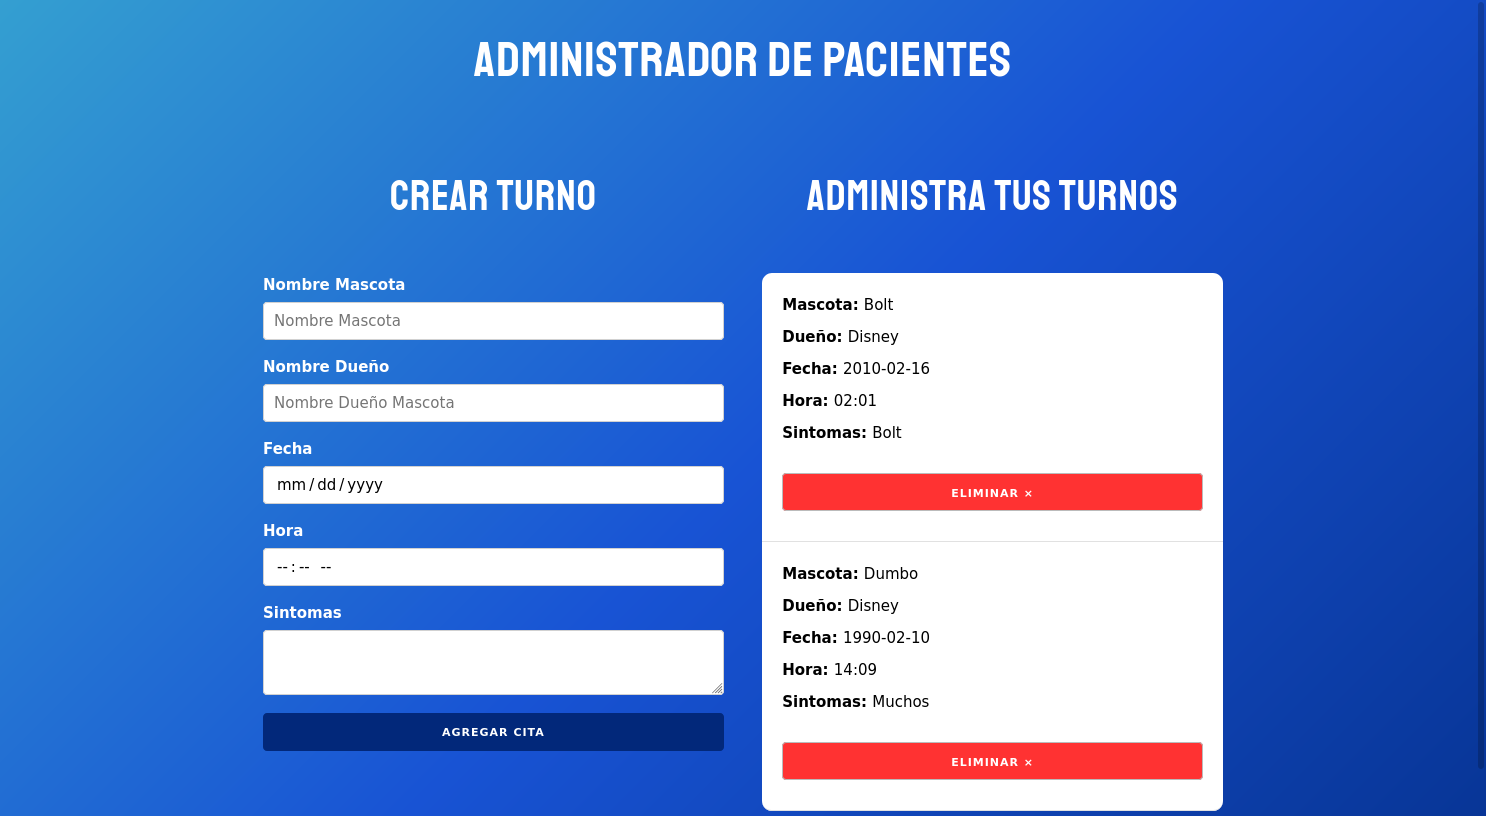 ADMINISTRADOR DE PACIENTES
CREAR TURNO
Nombre Mascota
Nombre Mascota
Nombre Dueño
Nombre Dueño Mascota
Fecha
mm/dd/yyyy
Hora
--:-- --
Sintomas
AGREGAR CITA
ADMINISTRA TUS TURNOS
Mascota: Bolt
Dueño: Disney
Fecha: 2010-02-16
Hora: 02:01
Sintomas: Bolt
ELIMINAR ×
Mascota: Dumbo
Dueño: Disney
Fecha: 1990-02-10
Hora: 14:09
Sintomas: Muchos
ELIMINAR ×